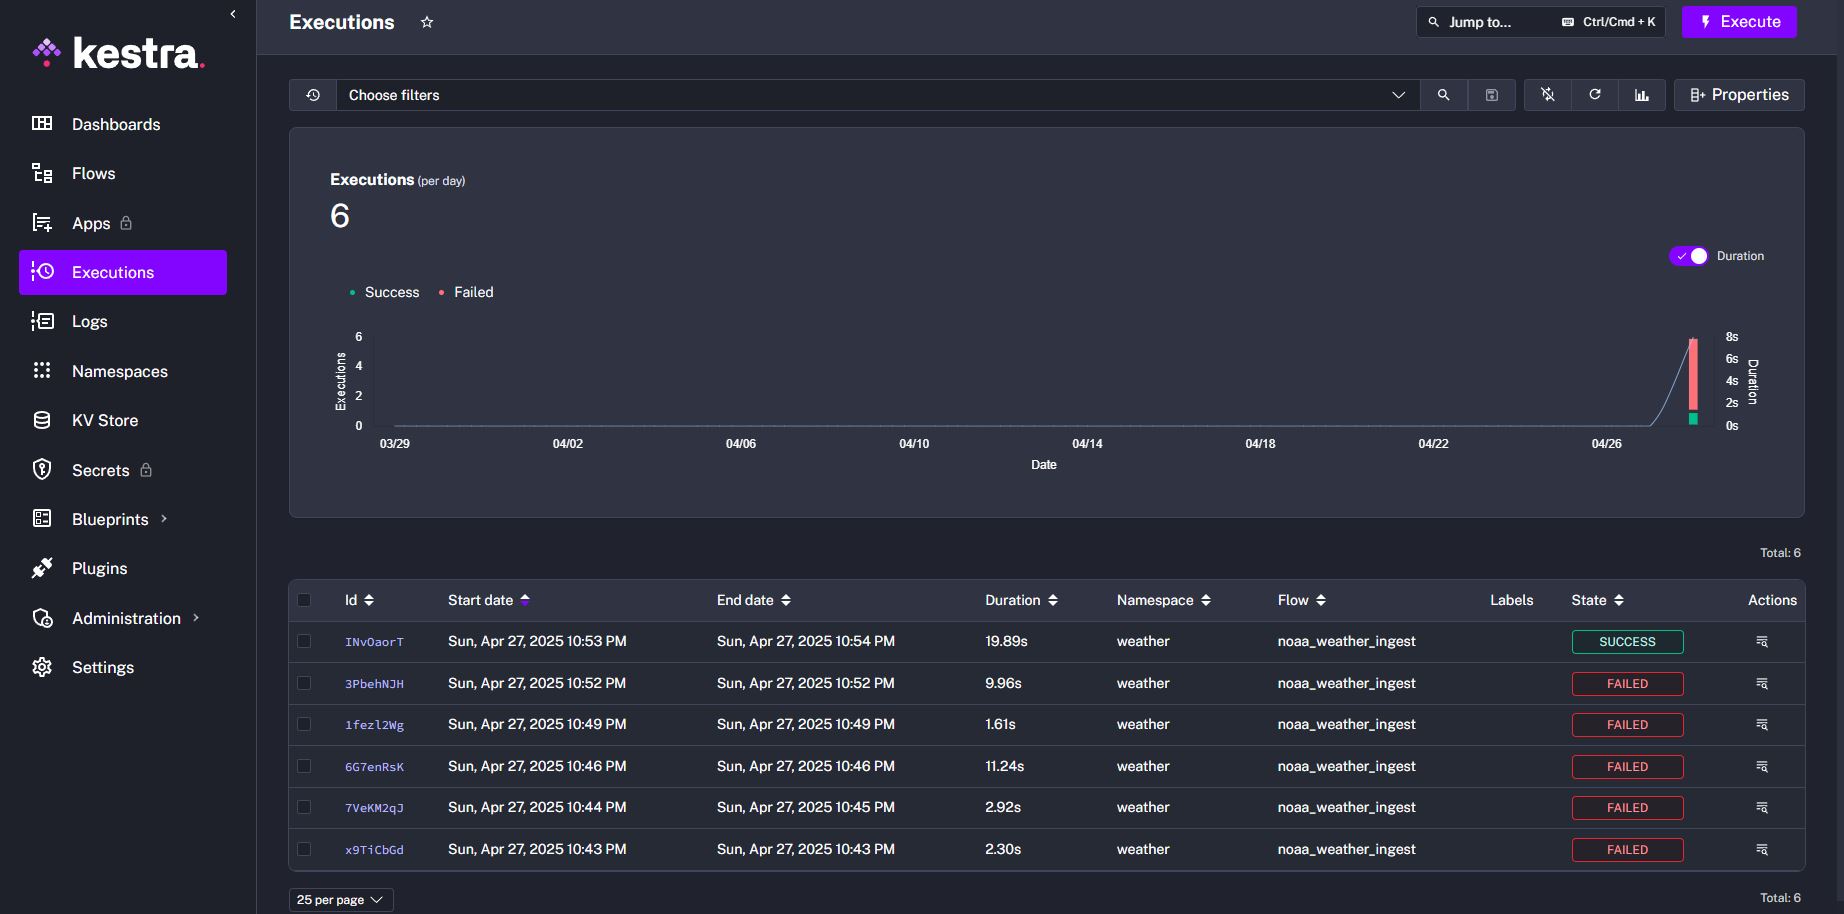 kestra.
Dashboards
Flows
Apps
Executions
Logs
Namespaces
KV Store
Secrets
Blueprints
Plugins
Administration
Settings
Executions
Jump to...
Ctrl/Cmd + K
Execute
Choose filters
Properties
Executions (per day)
6
Duration
Success Failed
Executions
6
4
2
0
8s
6s
4s
2s
0s
Duration
03/29 04/02 04/06 04/10 04/14 04/18 04/22 04/26
Date
Total: 6
Id Start date End date Duration Namespace Flow Labels State Actions
INvOaorT Sun, Apr 27, 2025 10:53 PM Sun, Apr 27, 2025 10:54 PM 19.89s weather noaa_weather_ingest SUCCESS
3PbehNJH Sun, Apr 27, 2025 10:52 PM Sun, Apr 27, 2025 10:52 PM 9.96s weather noaa_weather_ingest FAILED
1fezl2Wg Sun, Apr 27, 2025 10:49 PM Sun, Apr 27, 2025 10:49 PM 1.61s weather noaa_weather_ingest FAILED
6G7enRsK Sun, Apr 27, 2025 10:46 PM Sun, Apr 27, 2025 10:46 PM 11.24s weather noaa_weather_ingest FAILED
7VeKM2qJ Sun, Apr 27, 2025 10:44 PM Sun, Apr 27, 2025 10:45 PM 2.92s weather noaa_weather_ingest FAILED
x9TiCbGd Sun, Apr 27, 2025 10:43 PM Sun, Apr 27, 2025 10:43 PM 2.30s weather noaa_weather_ingest FAILED
25 per page
Total: 6